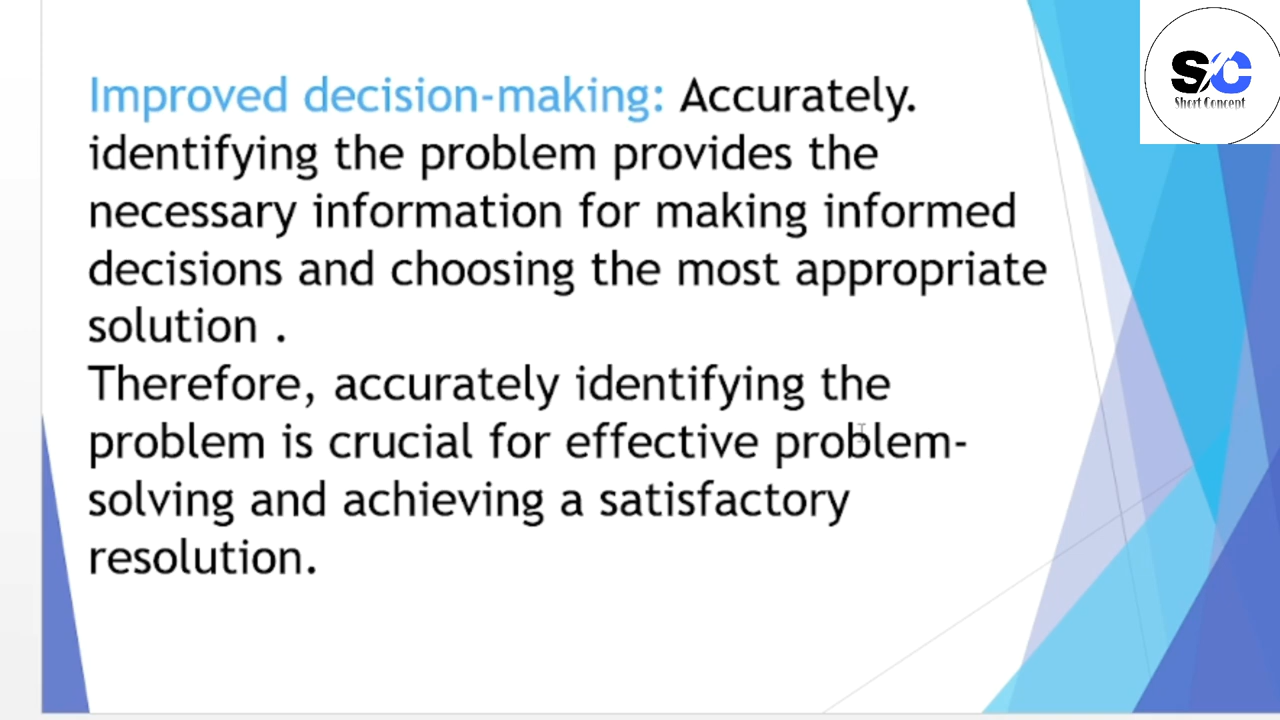 Improved decision-making: Accurately.
identifying the problem provides the
necessary information for making informed
decisions and choosing the most appropriate
solution .
Therefore, accurately identifying the
problem is crucial for effective problem-
solving and achieving a satisfactory
resolution.
SC
Short Concept